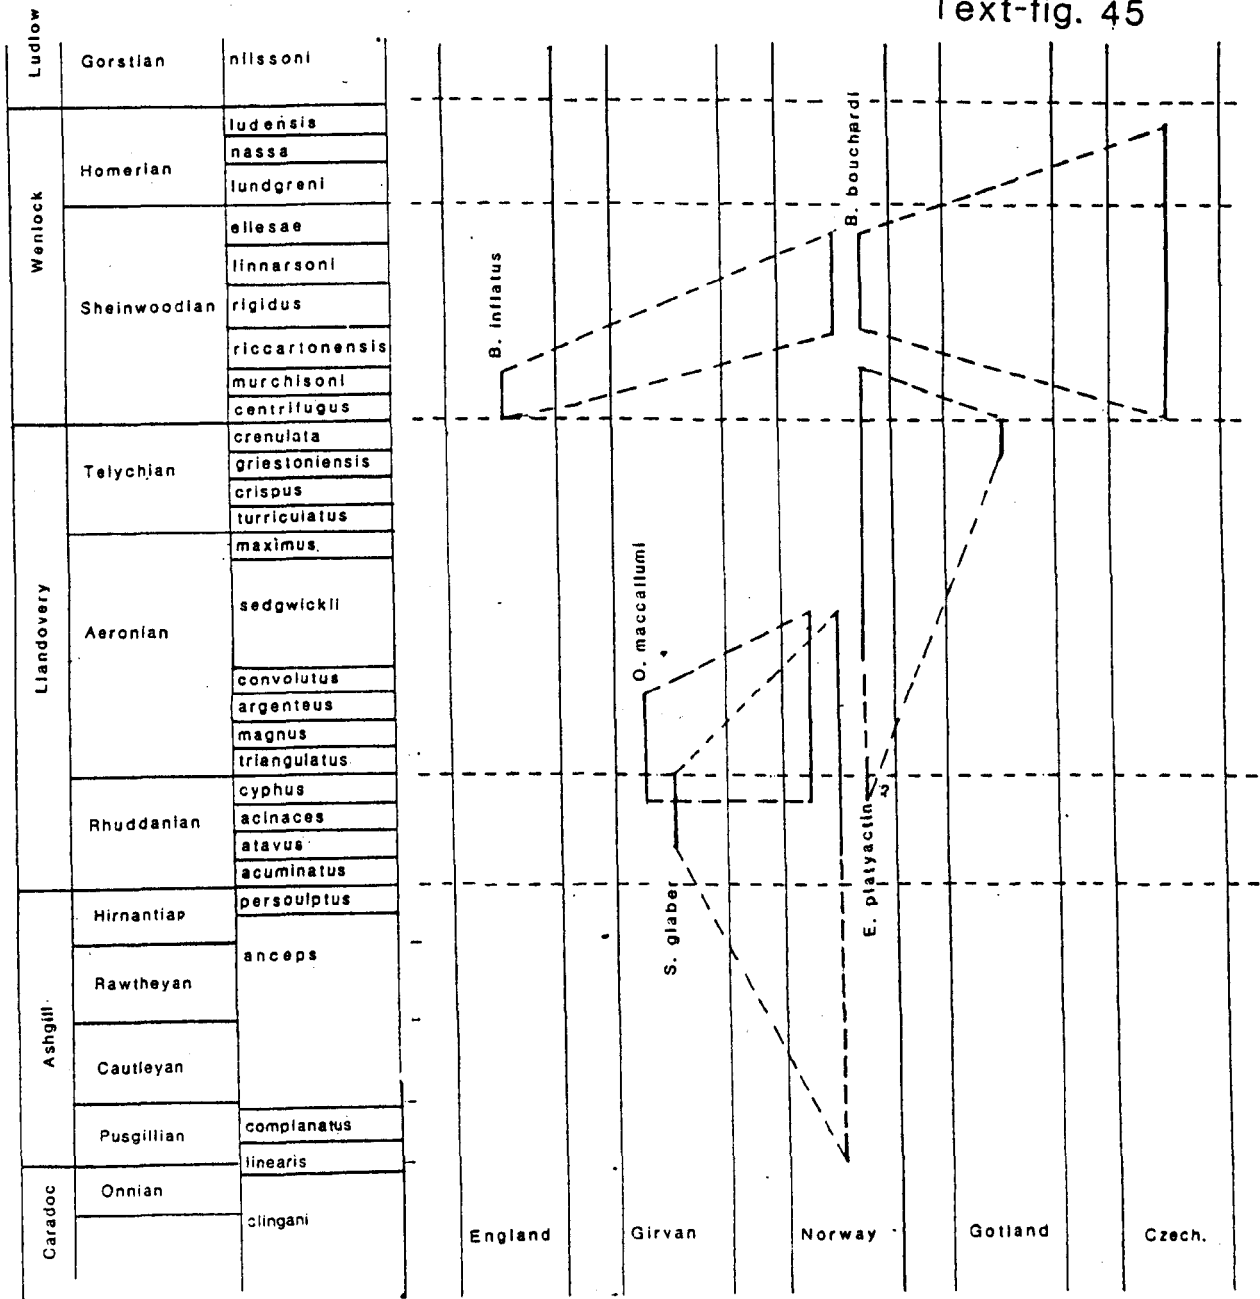 Text-fig. 45
Ludlow
Gorstian
nilssoni
Wenlock
Homerian
ludensis
nassa
lundgreni
Sheinwoodian
ellesae
linnarsoni
rigidus
riccartonensis
murchisoni
centrifugus
Llandovery
Telychian
crenulata
griestoniensis
crispus
turriculatus
Aeronian
maximus
sedgwickii
convolutus
argenteus
magnus
triangulatus
Rhuddanian
cyphus
acinaces
atavus
acuminatus
Ashgill
Hirnantian
persculptus
anceps
Rawtheyan
Cautleyan
Pusgillian
complanatus
linearis
Caradoc
Onnian
clingani
B. inflatus
B. bouchardi
O. maccallumi
S. glaber
E. platyactin
?
England
Girvan
Norway
Gotland
Czech.